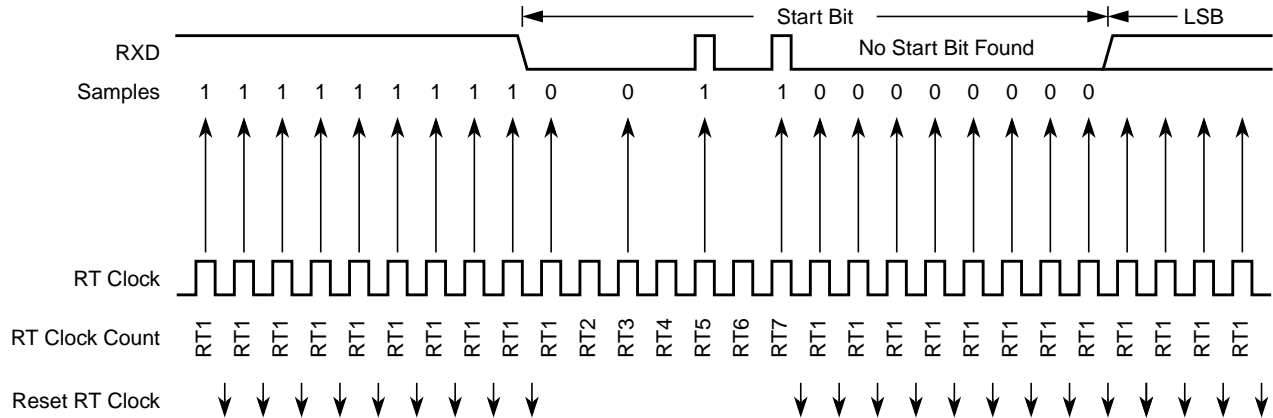 Start Bit
LSB
RXD
No Start Bit Found
Samples 1 1 1 1 1 1 1 1 1 0 0 1 1 0 0 0 0 0 0 0 0
RT Clock
RT Clock Count RT1 RT1 RT1 RT1 RT1 RT1 RT1 RT1 RT1 RT1 RT2 RT3 RT4 RT5 RT6 RT7 RT1 RT1 RT1 RT1 RT1 RT1 RT1 RT1 RT1 RT1 RT1 RT1
Reset RT Clock